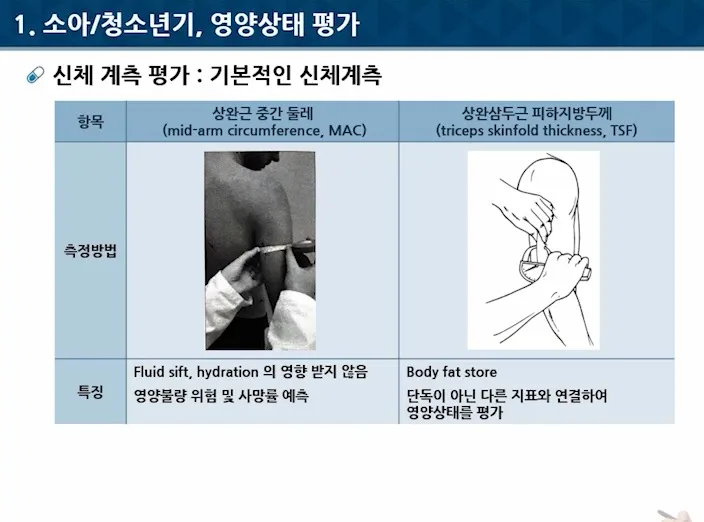 1. 소아/청소년기, 영양상태 평가
신체 계측 평가 : 기본적인 신체계측
항목
상완근 중간 둘레
(mid-arm circumference, MAC)
상완삼두근 피하지방두께
(triceps skinfold thickness, TSF)
측정방법
특징
Fluid sift, hydration 의 영향 받지 않음
영양불량 위험 및 사망률 예측
Body fat store
단독이 아닌 다른 지표와 연결하여
영양상태를 평가